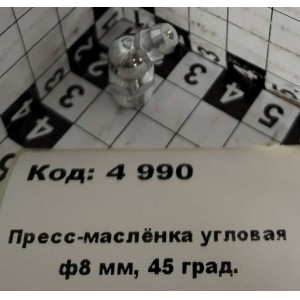 Код: 4 990
Пресс-маслёнка угловая
ф8 мм, 45 град.